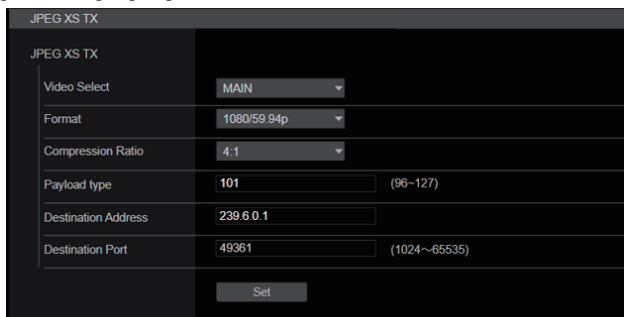 JPEG XS TX
JPEG XS TX
Video Select MAIN
Format 1080/59.94p
Compression Ratio 4:1
Payload type 101 (96~127)
Destination Address 239.6.0.1
Destination Port 49361 (1024～65535)
Set